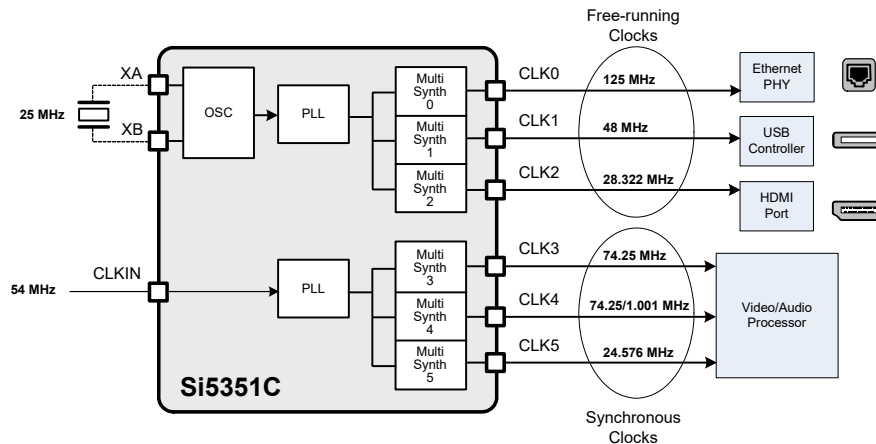 Free-running
Clocks
XA
25 MHz
XB
OSC
PLL
Multi
Synth
0
Multi
Synth
1
Multi
Synth
2
CLK0
125 MHz
CLK1
48 MHz
CLK2
28.322 MHz
Ethernet
PHY
USB
Controller
HDMI
Port
CLKIN
54 MHz
PLL
Multi
Synth
3
Multi
Synth
4
Multi
Synth
5
CLK3
74.25 MHz
CLK4
74.25/1.001 MHz
CLK5
24.576 MHz
Video/Audio
Processor
Si5351C
Synchronous
Clocks